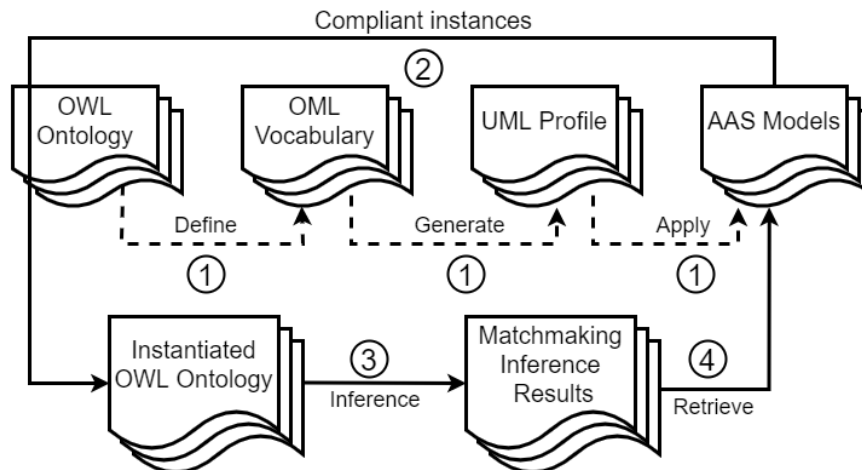 Compliant instances
2
OWL
Ontology
OML
Vocabulary
UML Profile
AAS Models
Define
Generate
Apply
1
1
1
Instantiated
OWL Ontology
3
Inference
Matchmaking
Inference
Results
4
Retrieve